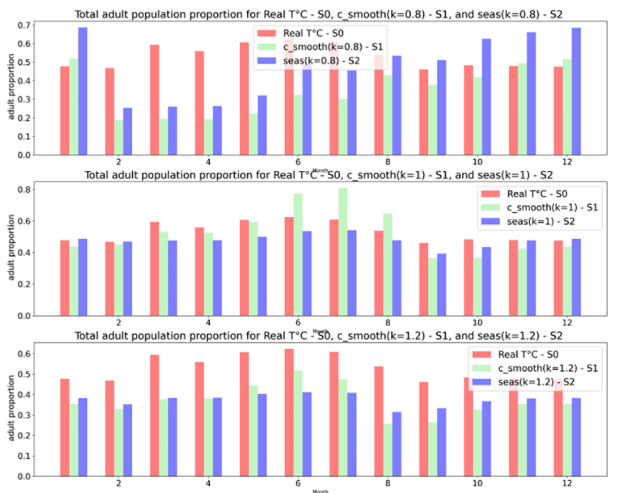 Total adult population proportion for Real T°C - S0, c_smooth(k=0.8) - S1, and seas(k=0.8) - S2
adult proportion
0.7
0.6
0.5
0.4
0.3
0.2
0.1
0.0
Real T°C - S0
c_smooth(k=0.8) - S1
seas(k=0.8) - S2
2 4 6 8 10 12
Month
Total adult population proportion for Real T°C - S0, c_smooth(k=1) - S1, and seas(k=1) - S2
adult proportion
0.8
0.6
0.4
0.2
0.0
Real T°C - S0
c_smooth(k=1) - S1
seas(k=1) - S2
2 4 6 8 10 12
Month
Total adult population proportion for Real T°C - S0, c_smooth(k=1.2) - S1, and seas(k=1.2) - S2
adult proportion
0.6
0.5
0.4
0.3
0.2
0.1
0.0
Real T°C - S0
c_smooth(k=1.2) - S1
seas(k=1.2) - S2
2 4 6 8 10 12
Month